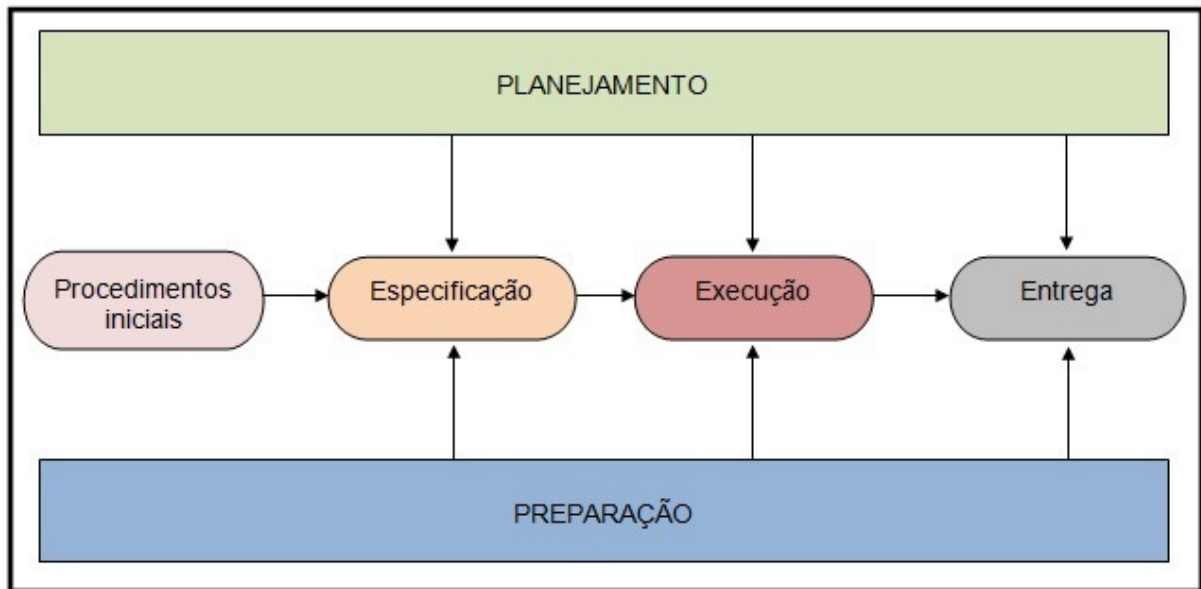 PLANEJAMENTO
Procedimentos
iniciais
Especificação
Execução
Entrega
PREPARAÇÃO